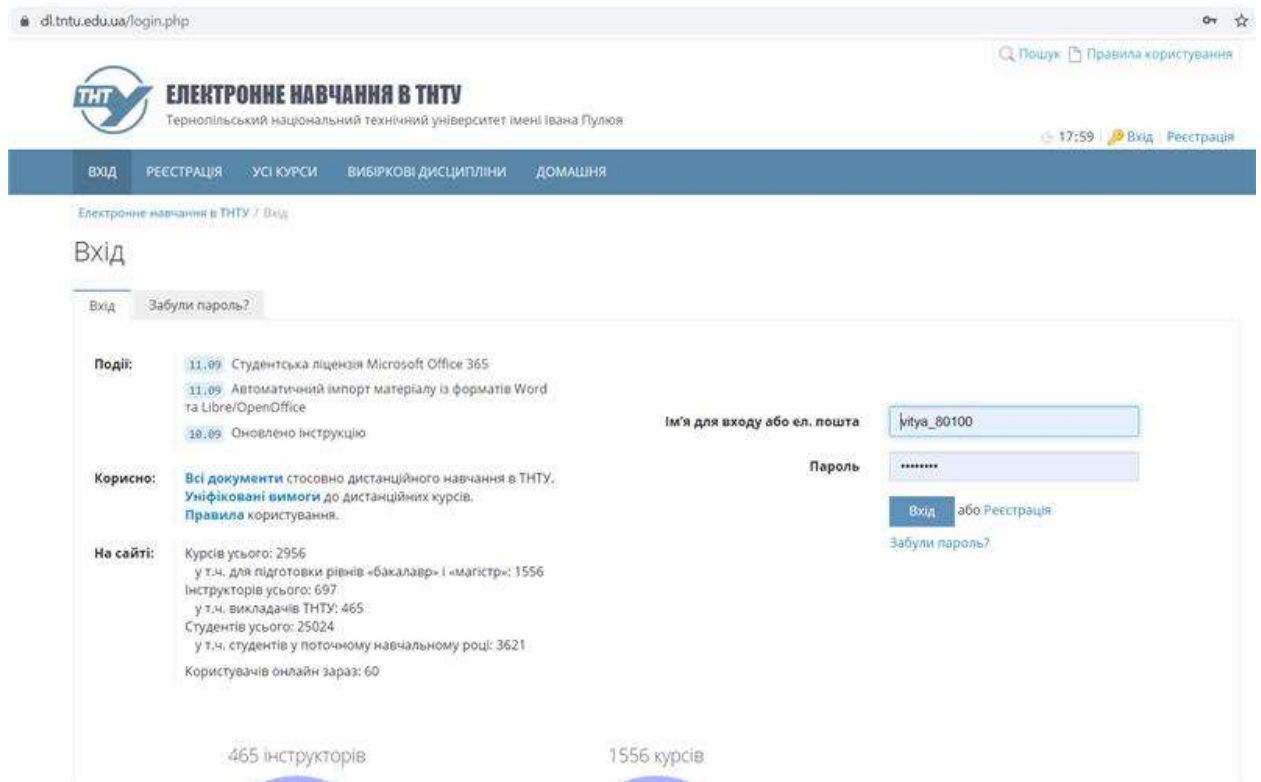 dl.tntu.edu.ua/login.php
Пошук Правила користування
ТНТУ
ЕЛЕКТРОННЕ НАВЧАННЯ В ТНТУ
Тернопільський національний технічний університет імені Івана Пулюя
17:59 Вхід Реєстрація
ВХІД РЕЄСТРАЦІЯ УСІ КУРСИ ВИБІРКОВІ ДИСЦИПЛІНИ ДОМАШНЯ
Електронне навчання в ТНТУ / Вхід
Вхід
Вхід Забули пароль?
Події: 11.09 Студентська ліцензія Microsoft Office 365
11.09 Автоматичний імпорт матеріалу із форматів Word
та Libre/OpenOffice
10.09 Оновлено інструкцію
Корисно: Всі документи стосовно дистанційного навчання в ТНТУ.
Уніфіковані вимоги до дистанційних курсів.
Правила користування.
На сайті: Курсів усього: 2956
у т.ч. для підготовки рівнів «бакалавр» і «магістр»: 1556
Інструкторів усього: 697
у т.ч. викладачів ТНТУ: 465
Студентів усього: 25024
у т.ч. студентів у поточному навчальному році: 3621
Користувачів онлайн зараз: 60
Ім'я для входу або ел. пошта vitya_80100
Пароль ••••••••
Вхід або Реєстрація
Забули пароль?
465 інструкторів 1556 курсів